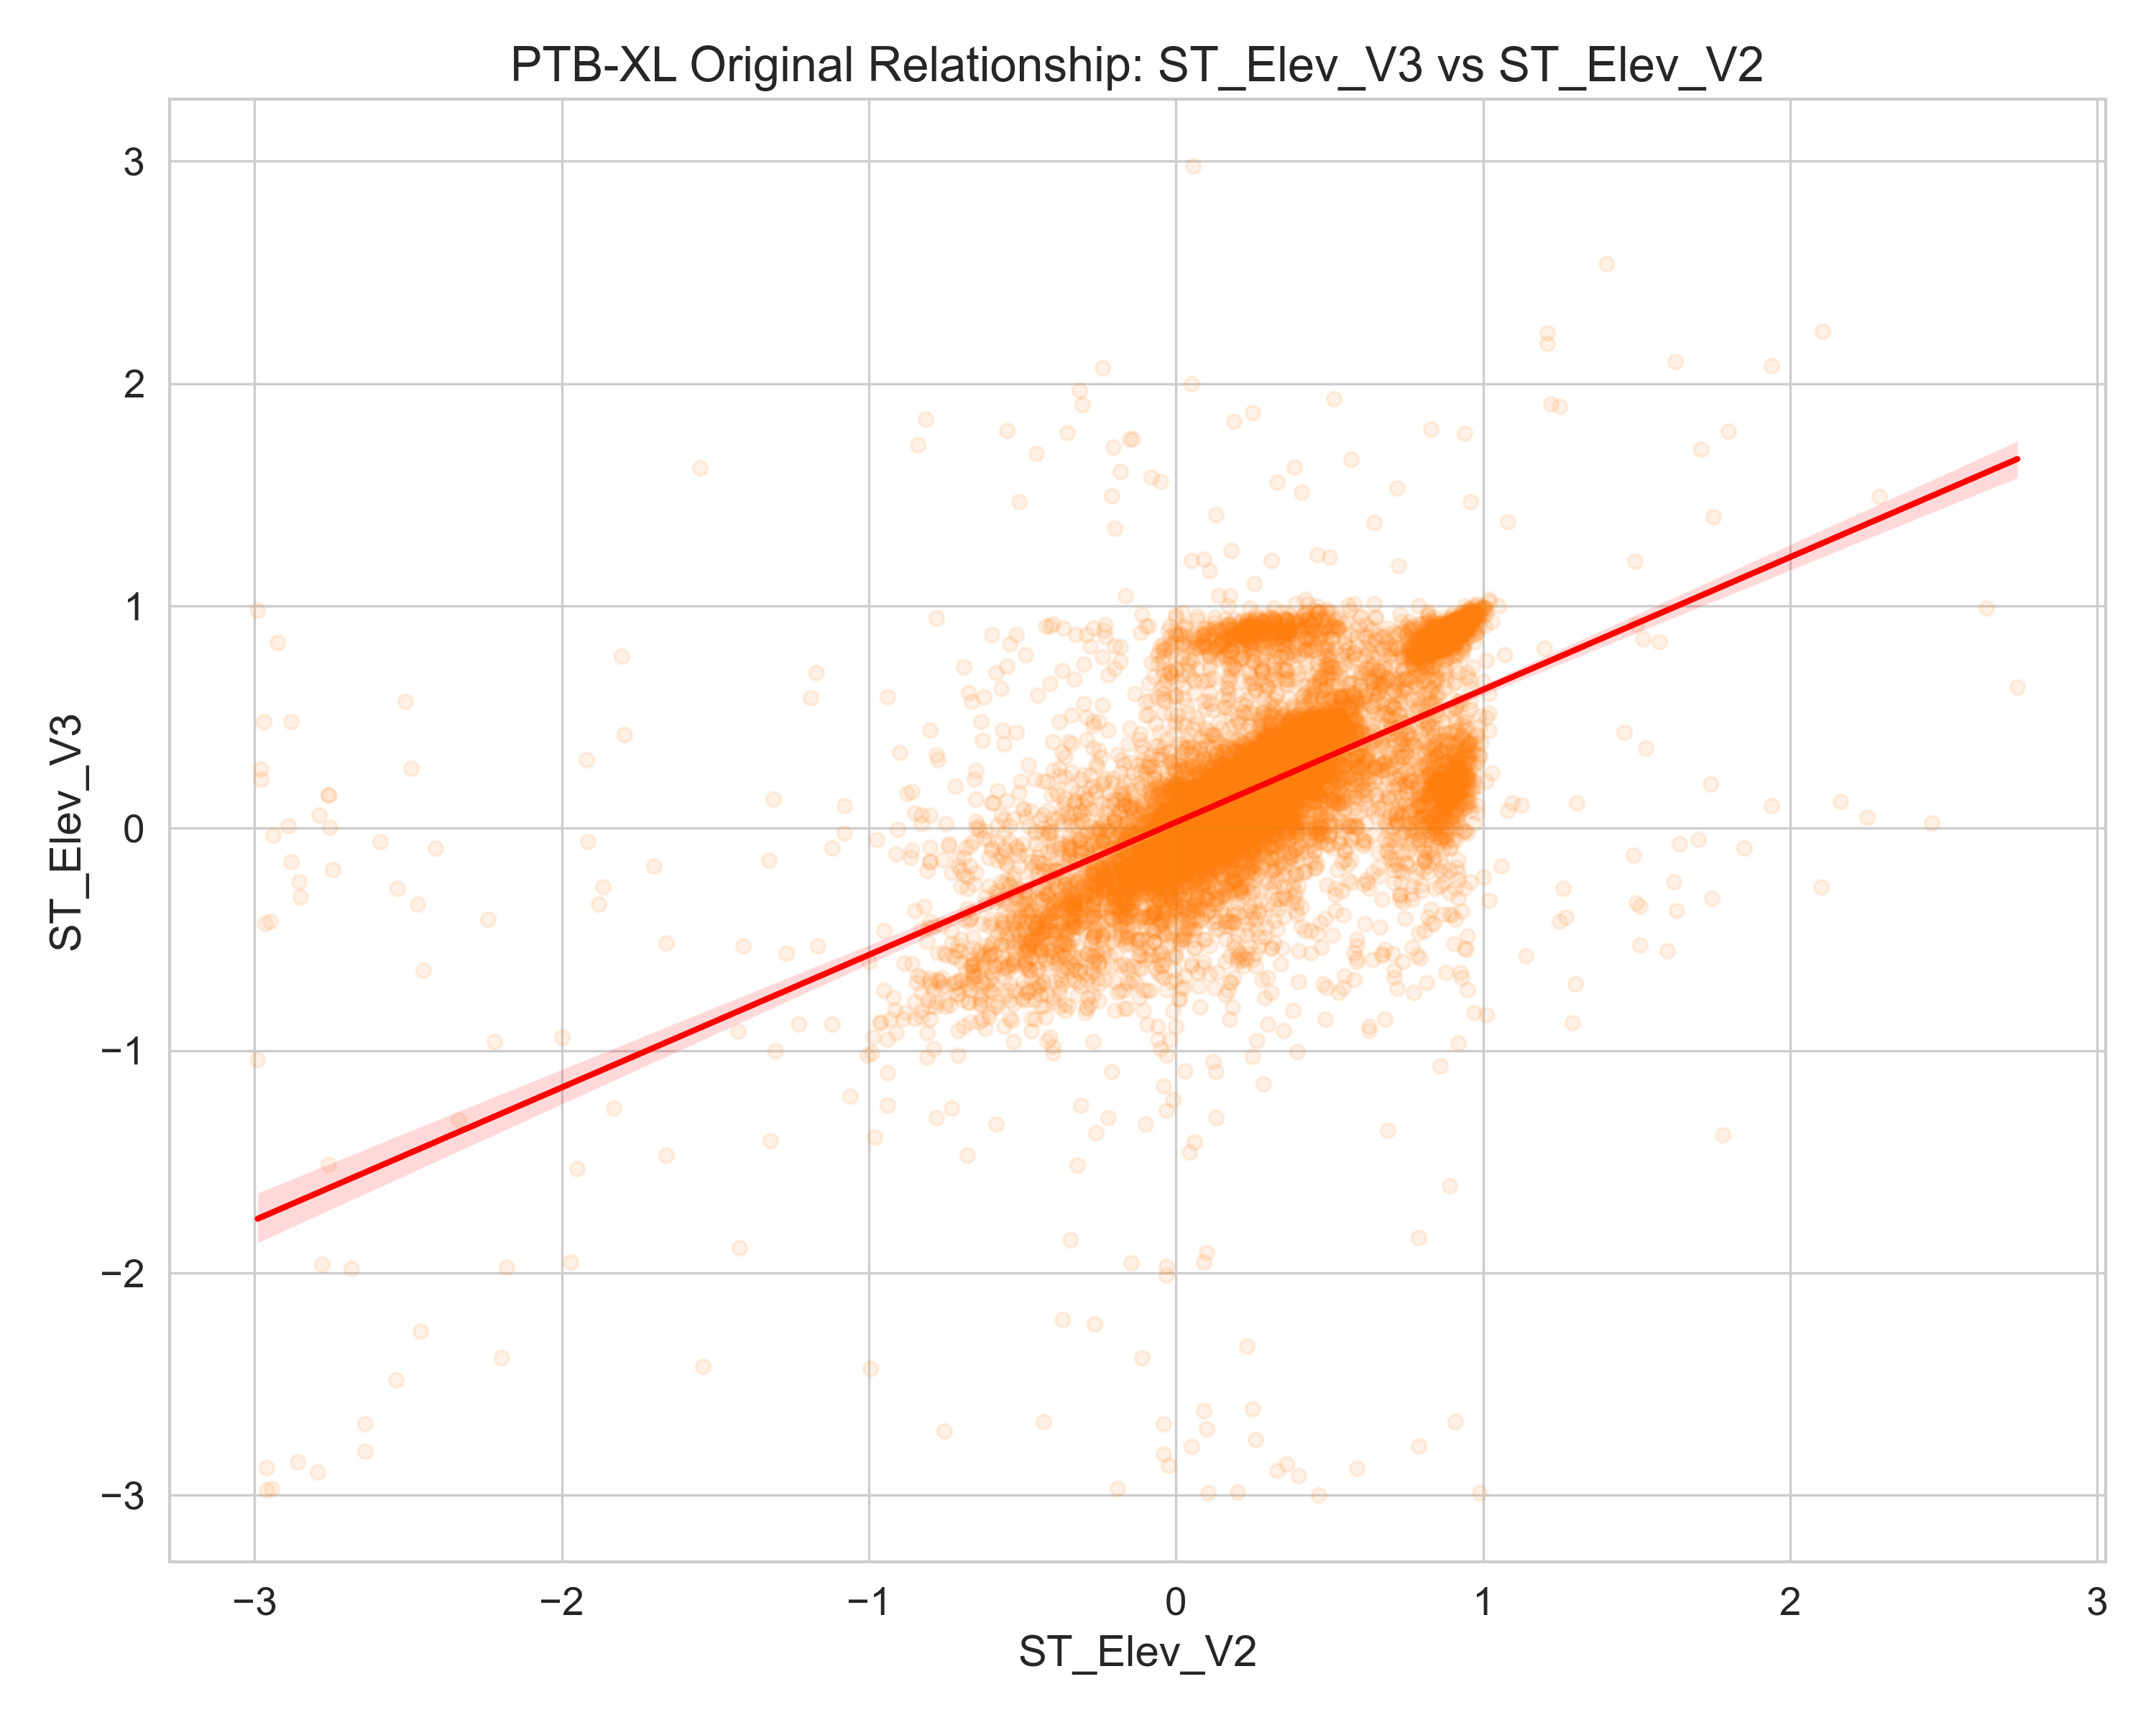 PTB-XL Original Relationship: ST_Elev_V3 vs ST_Elev_V2
3
2
1
0
−1
−2
−3
ST_Elev_V3
−3 −2 −1 0 1 2 3
ST_Elev_V2